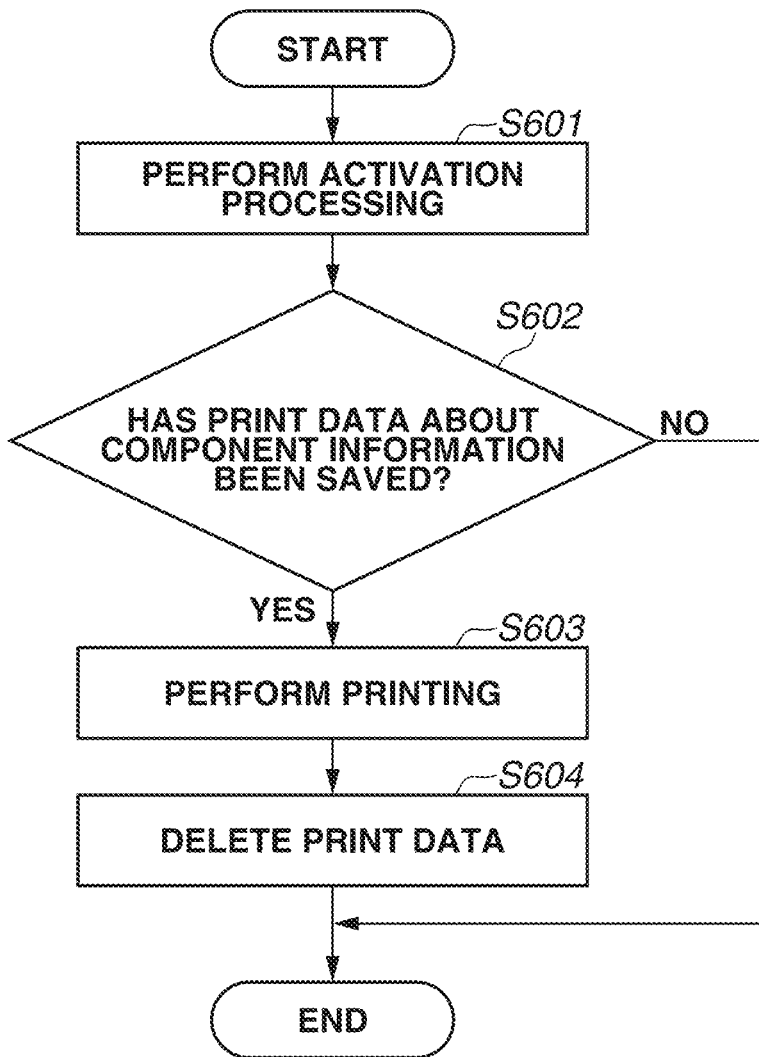 START
S601
PERFORM ACTIVATION
PROCESSING
S602
HAS PRINT DATA ABOUT
COMPONENT INFORMATION
BEEN SAVED?
NO
YES
S603
PERFORM PRINTING
S604
DELETE PRINT DATA
END